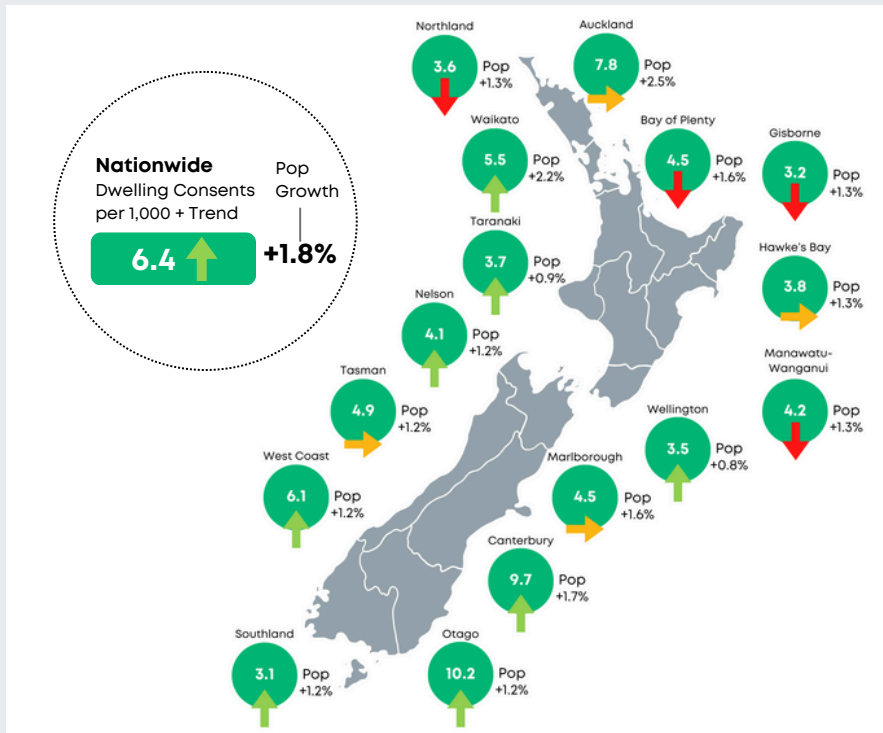 Nationwide
Dwelling Consents
per 1,000 + Trend
6.4
Pop
Growth
+1.8%
Northland
3.6
Pop
+1.3%
Auckland
7.8
Pop
+2.5%
Waikato
5.5
Pop
+2.2%
Bay of Plenty
4.5
Pop
+1.6%
Gisborne
3.2
Pop
+1.3%
Taranaki
3.7
Pop
+0.9%
Hawke's Bay
3.8
Pop
+1.3%
Nelson
4.1
Pop
+1.2%
Manawatu-
Wanganui
4.2
Pop
+1.3%
Tasman
4.9
Pop
+1.2%
Wellington
3.5
Pop
+0.8%
West Coast
6.1
Pop
+1.2%
Marlborough
4.5
Pop
+1.6%
Canterbury
9.7
Pop
+1.7%
Southland
3.1
Pop
+1.2%
Otago
10.2
Pop
+1.2%